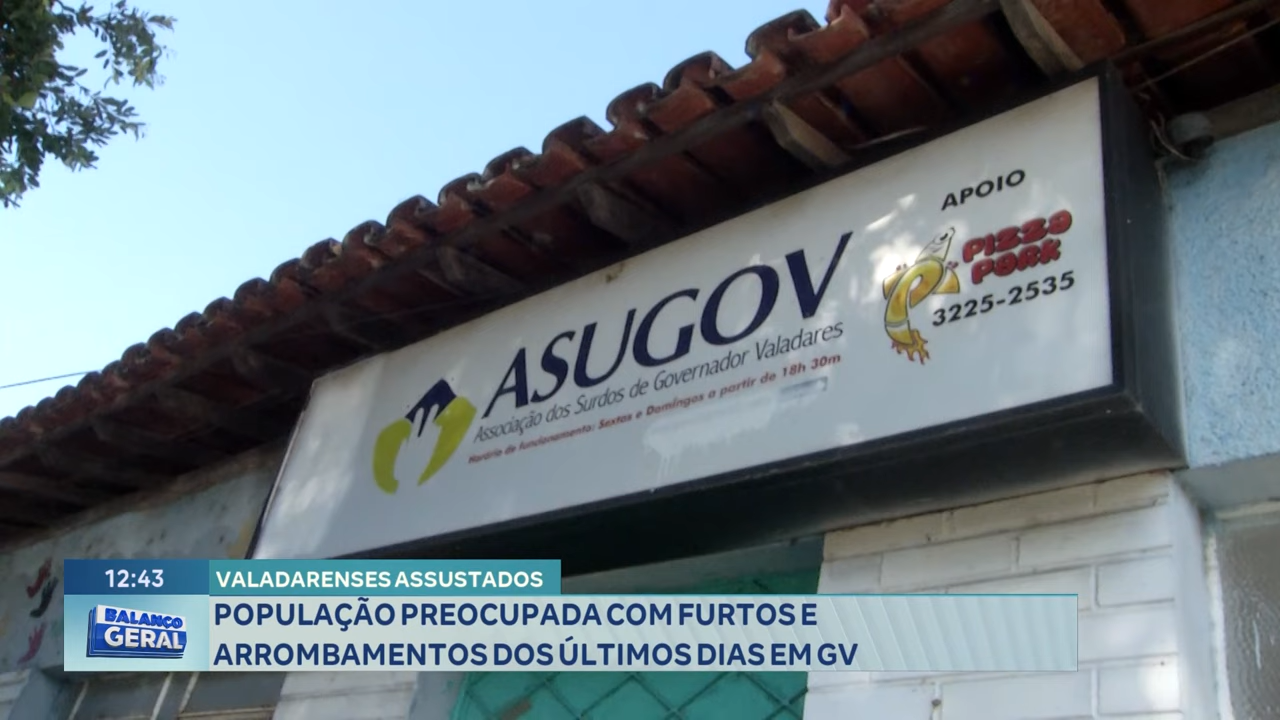 APOIO
PIZZA PORK
3225-2535
ASUGOV
Associação dos Surdos de Governador Valadares
Horário de funcionamento: Sextas e Domingos a partir de 18h 30m
12:43
VALADARENSES ASSUSTADOS
BALANÇO GERAL
POPULAÇÃO PREOCUPADA COM FURTOS E
ARROMBAMENTOS DOS ÚLTIMOS DIAS EM GV